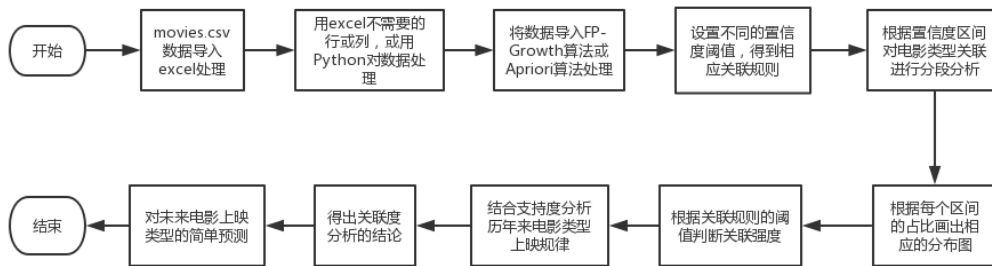 开始
movies.csv
数据导入
excel处理
用excel不需要的
行或列，或用
Python对数据处
理
将数据导入FP-
Growth算法或
Apriori算法处理
设置不同的置信
度阈值，得到相
应关联规则
根据置信度区间
对电影类型关联
进行分段分析
根据每个区间
的占比画出相
应的分布图
根据关联规则的阈
值判断关联强度
结合支持度分析
历年来电影类型
上映规律
得出关联度
分析的结论
对未来电影上映
类型的简单预测
结束